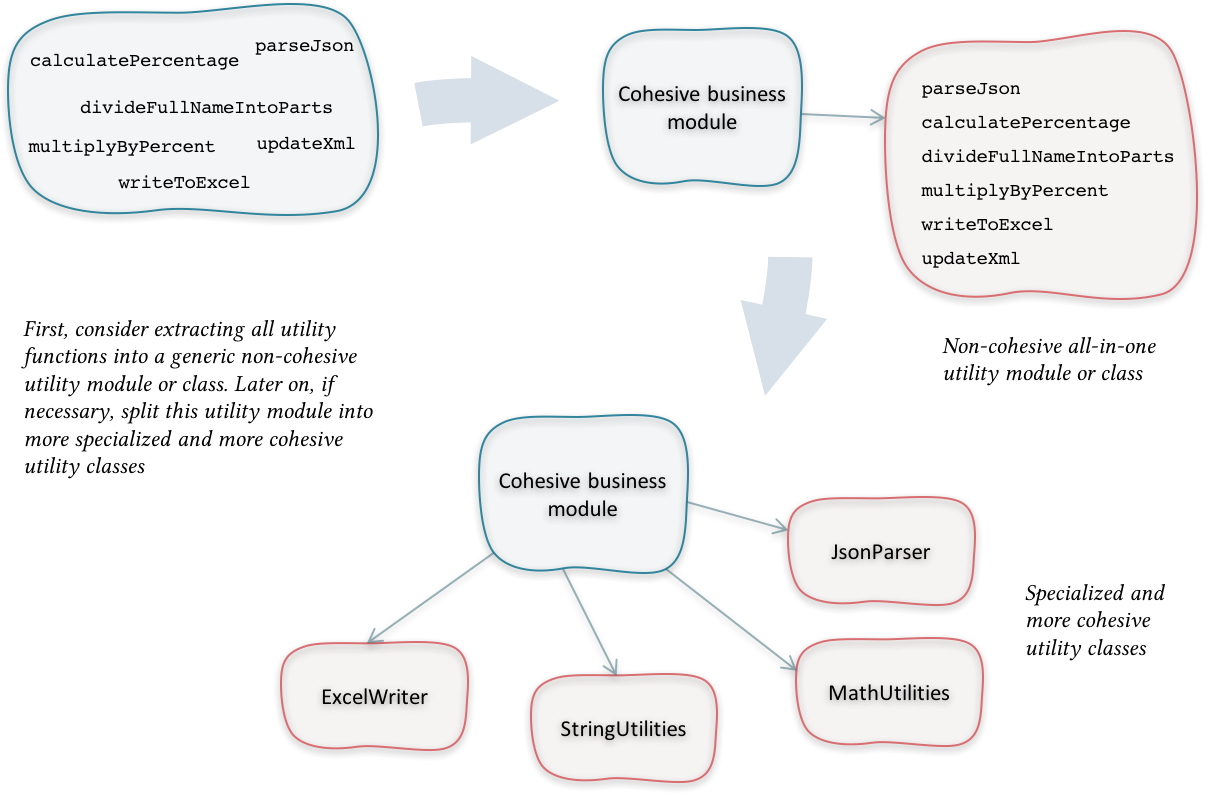 parseJson
calculatePercentage
divideFullNameIntoParts
multiplyByPercent
updateXml
writeToExcel
Cohesive business
module
parseJson
calculatePercentage
divideFullNameIntoParts
multiplyByPercent
writeToExcel
updateXml
First, consider extracting all utility
functions into a generic non-cohesive
utility module or class. Later on, if
necessary, split this utility module into
more specialized and more cohesive
utility classes
Non-cohesive all-in-one
utility module or class
Cohesive business
module
JsonParser
Specialized and
more cohesive
utility classes
ExcelWriter
StringUtilities
MathUtilities